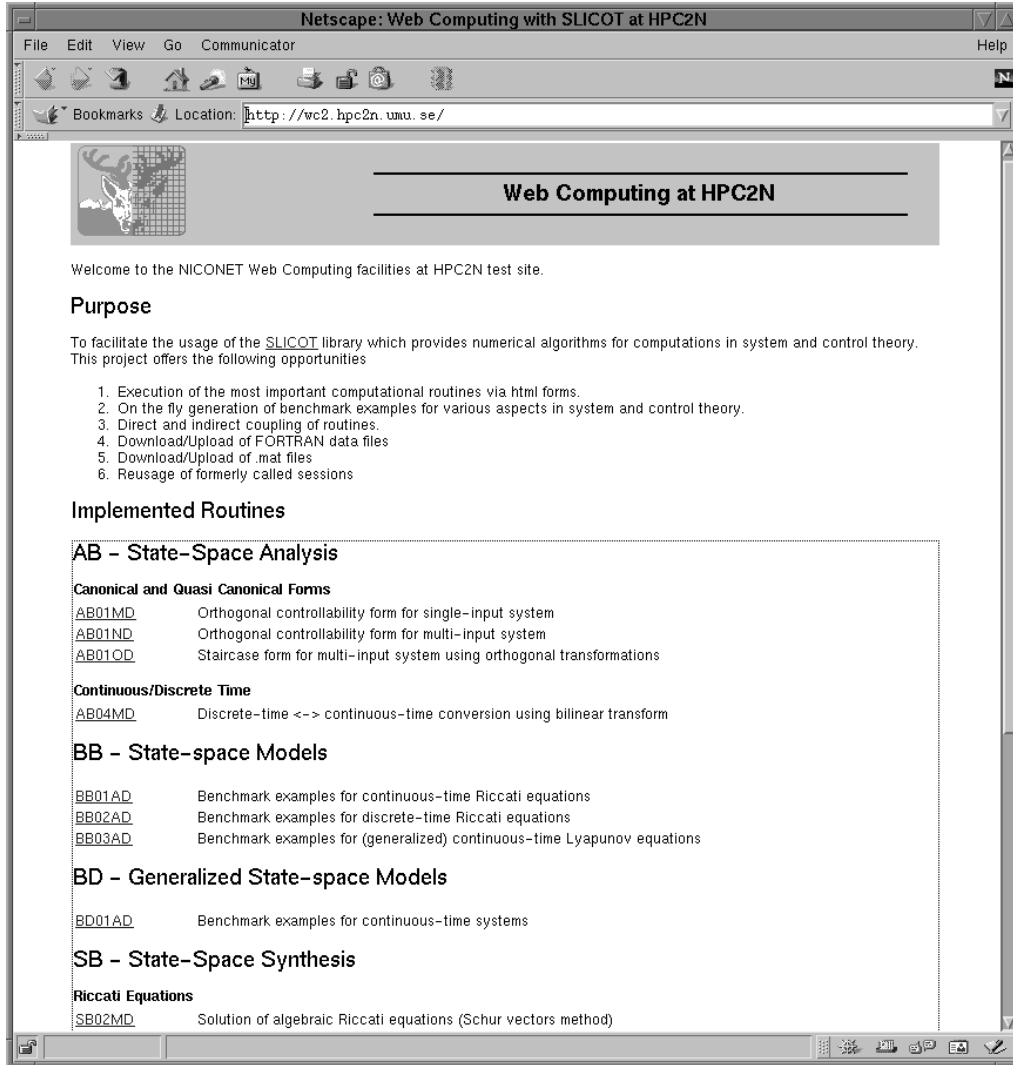 Netscape: Web Computing with SLICOT at HPC2N
File Edit View Go Communicator Help
My
N
Bookmarks Location: http://wc2.hpc2n.umu.se/
Web Computing at HPC2N
Welcome to the NICONET Web Computing facilities at HPC2N test site.
Purpose
To facilitate the usage of the SLICOT library which provides numerical algorithms for computations in system and control theory.
This project offers the following opportunities
1. Execution of the most important computational routines via html forms.
2. On the fly generation of benchmark examples for various aspects in system and control theory.
3. Direct and indirect coupling of routines.
4. Download/Upload of FORTRAN data files
5. Download/Upload of .mat files
6. Reusage of formerly called sessions
Implemented Routines
AB - State-Space Analysis
Canonical and Quasi Canonical Forms
AB01MD Orthogonal controllability form for single-input system
AB01ND Orthogonal controllability form for multi-input system
AB01OD Staircase form for multi-input system using orthogonal transformations
Continuous/Discrete Time
AB04MD Discrete-time <-> continuous-time conversion using bilinear transform
BB - State-space Models
BB01AD Benchmark examples for continuous-time Riccati equations
BB02AD Benchmark examples for discrete-time Riccati equations
BB03AD Benchmark examples for (generalized) continuous-time Lyapunov equations
BD - Generalized State-space Models
BD01AD Benchmark examples for continuous-time systems
SB - State-Space Synthesis
Riccati Equations
SB02MD Solution of algebraic Riccati equations (Schur vectors method)